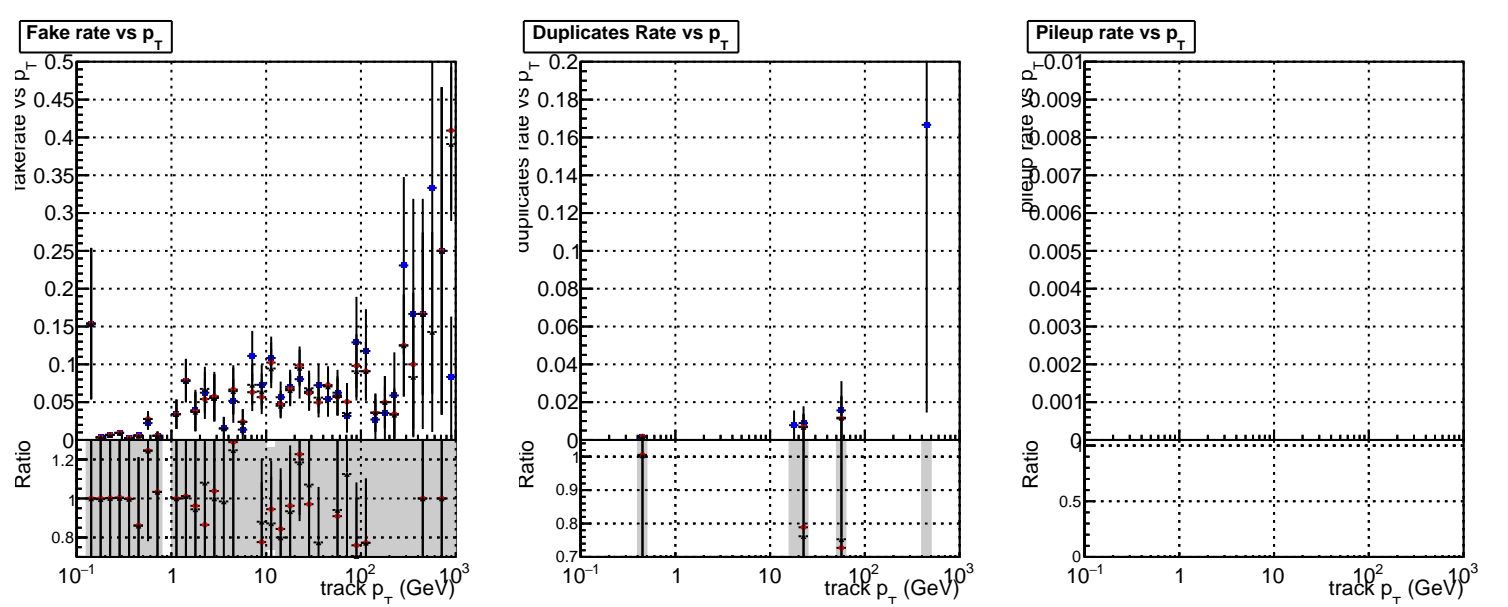 Fake rate vs p_T
fakerate vs p_T
0.5
0.45
0.4
0.35
0.3
0.25
0.2
0.15
0.1
0.05
0
Ratio
1.2
1
0.8
10^−1 1 10 10^2 10^3
track p_T (GeV)
Duplicates Rate vs p_T
duplicates rate vs p_T
0.2
0.18
0.16
0.14
0.12
0.1
0.08
0.06
0.04
0.02
0
Ratio
1
0.9
0.8
0.7
10^−1 1 10 10^2 10^3
track p_T (GeV)
Pileup rate vs p_T
pileup rate vs p_T
0.01
0.009
0.008
0.007
0.006
0.005
0.004
0.003
0.002
0.001
0
Ratio
1
0.5
0
10^−1 1 10 10^2 10^3
track p_T (GeV)